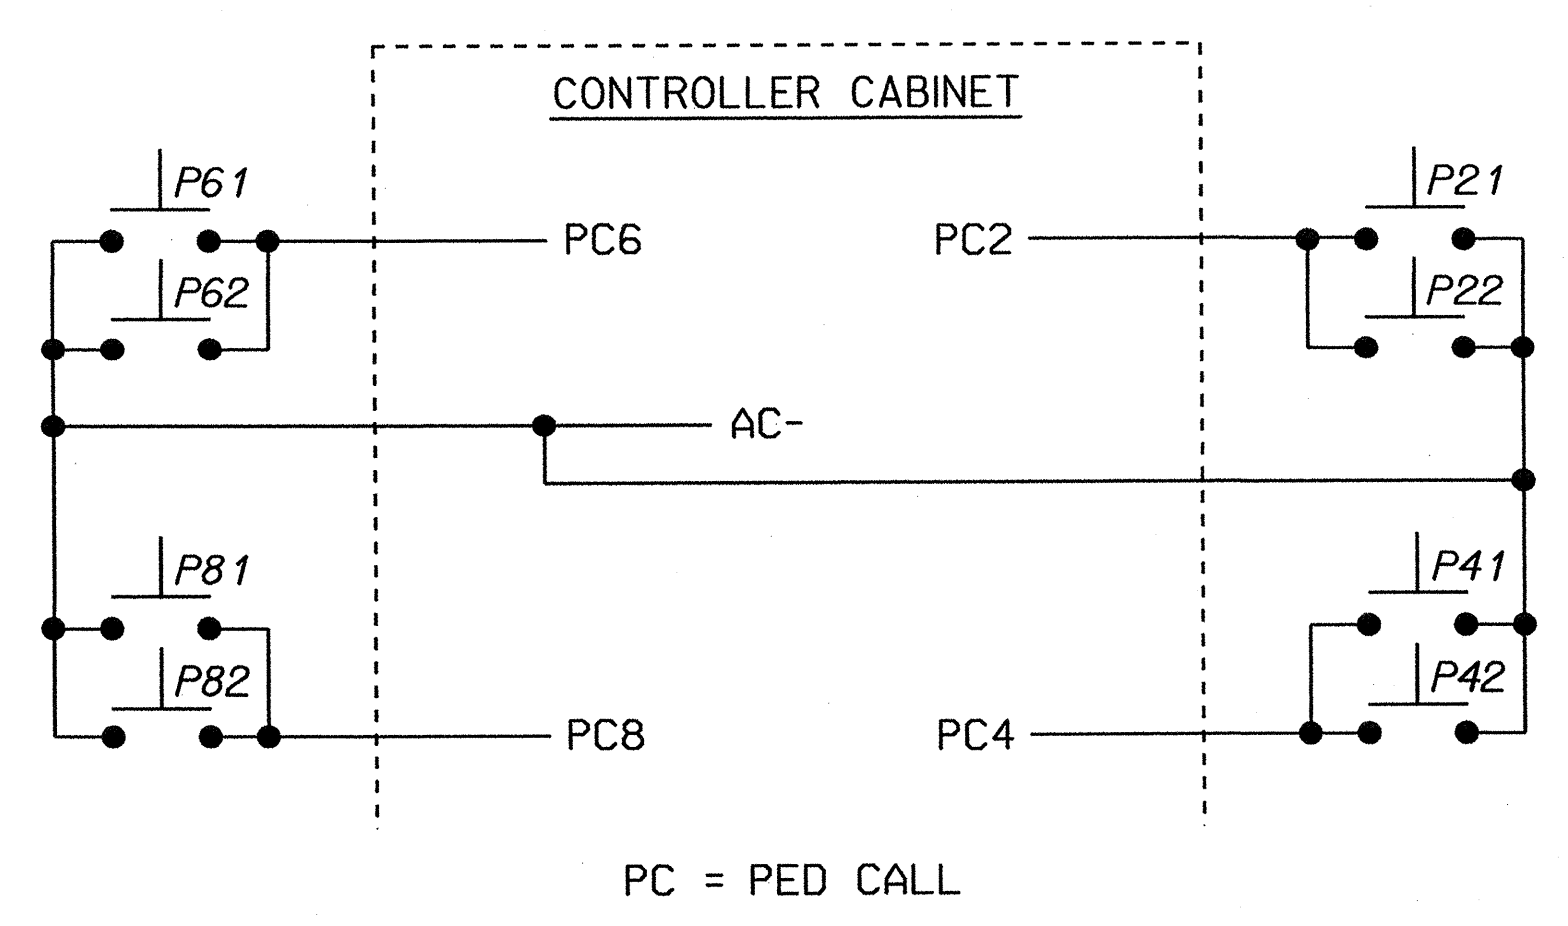 CONTROLLER CABINET
P61
P21
PC6
PC2
P62
P22
AC-
P81
P41
P82
P42
PC8
PC4
PC = PED CALL